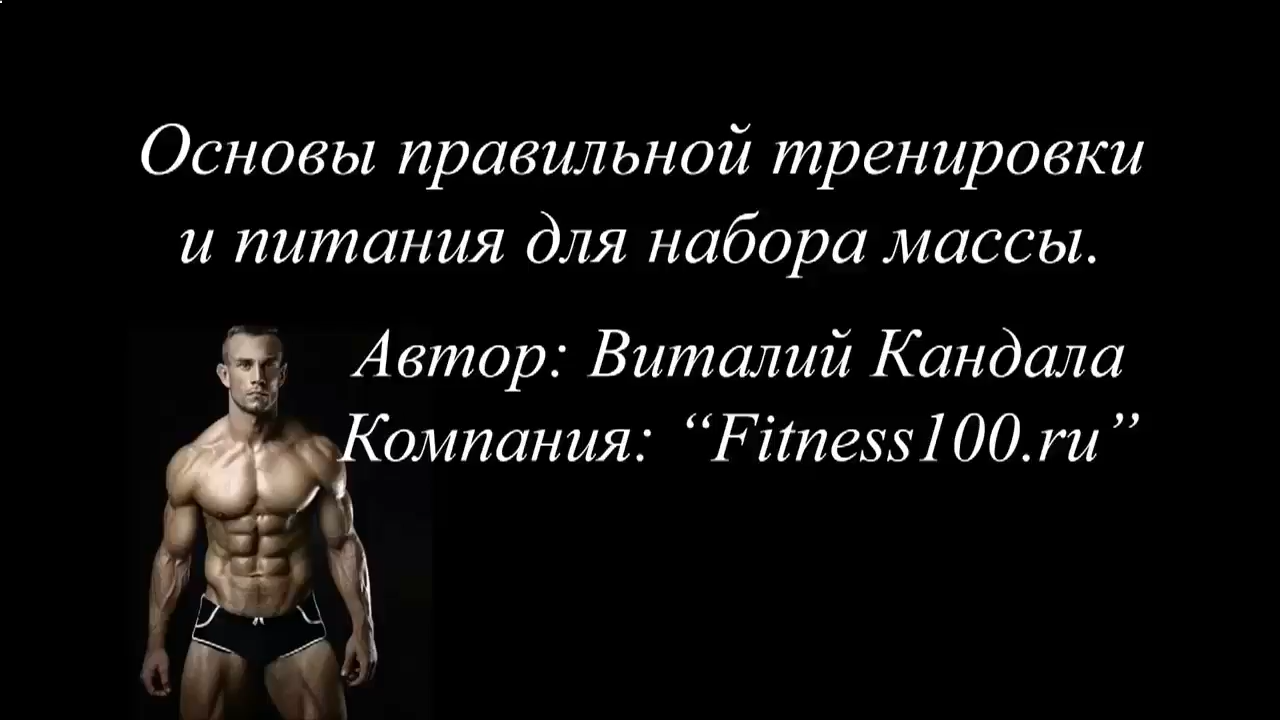 Основы правильной тренировки
и питания для набора массы.
Автор: Виталий Кандала
Компания: “Fitness100.ru”